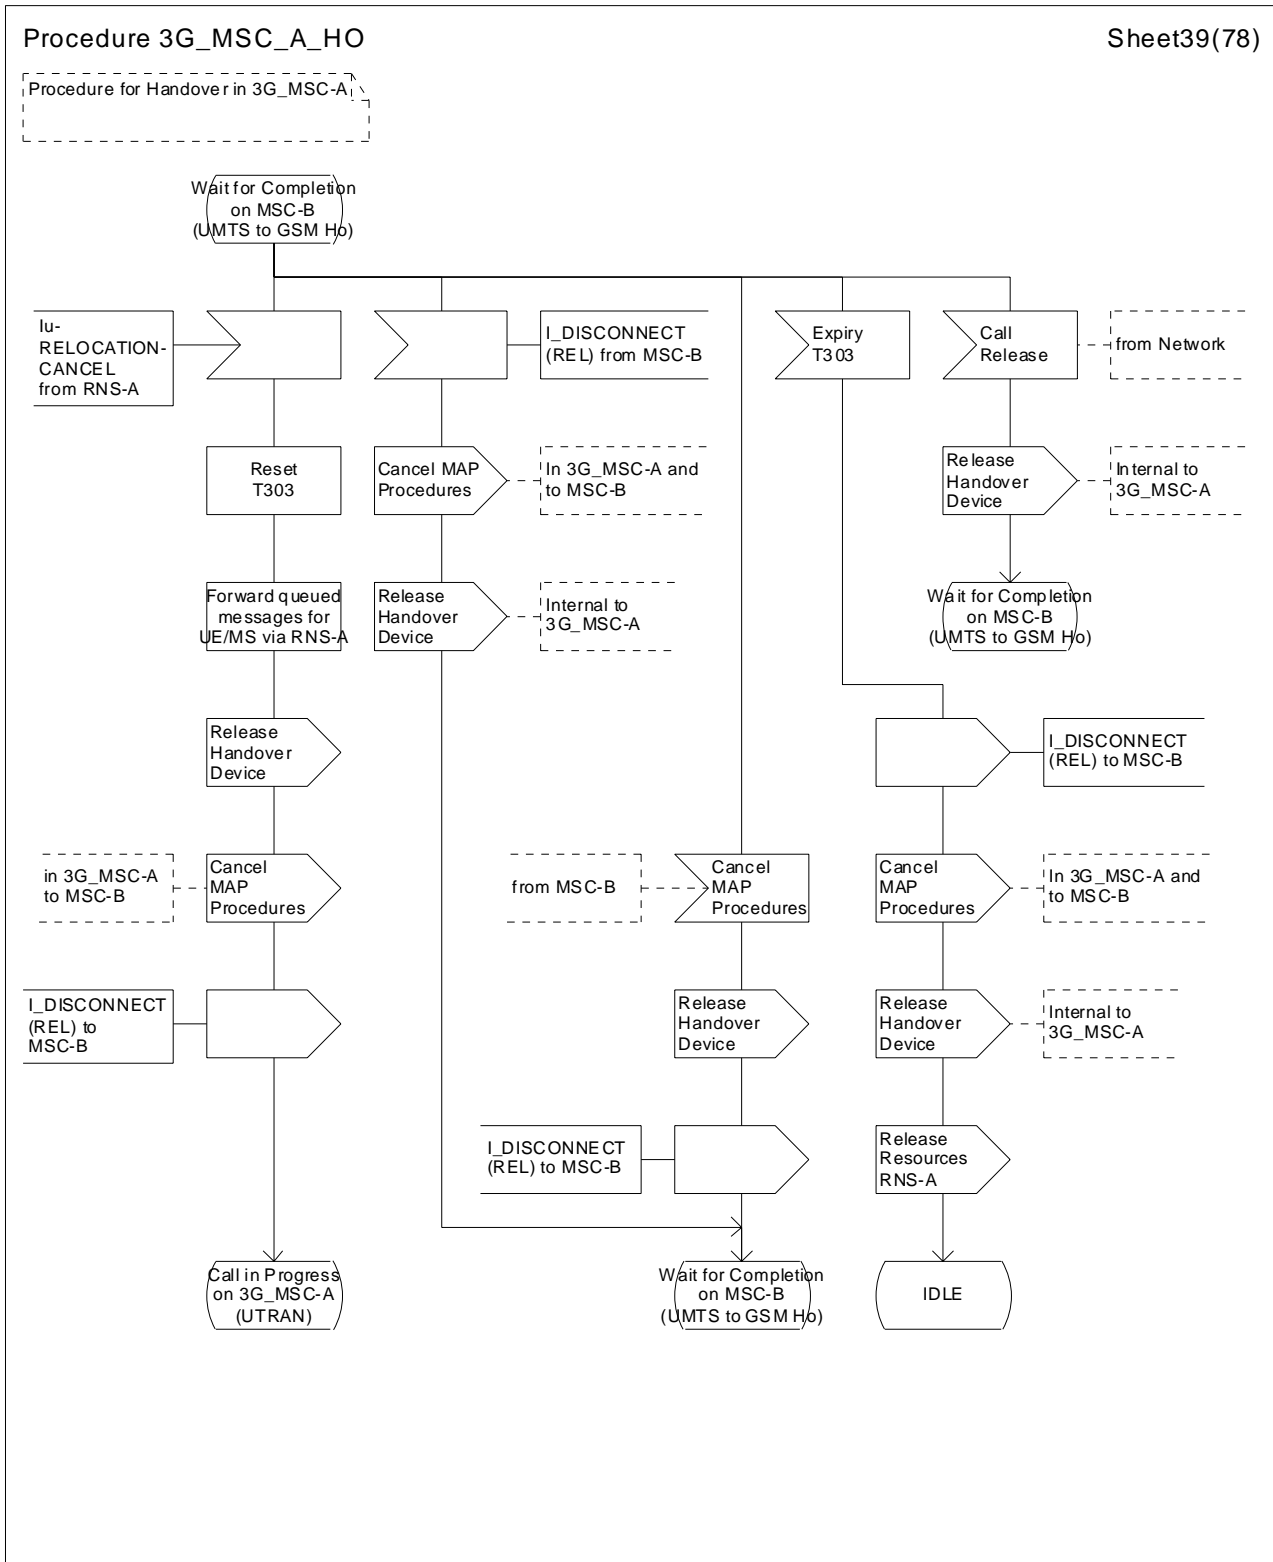 Procedure 3G_MSC_A_HO
Sheet39(78)
Procedure for Handover in 3G_MSC-A
Wait for Completion
on MSC-B
(UMTS to GSM Ho)
Iu-
RELOCATION-
CANCEL
from RNS-A
I_DISCONNECT
(REL) from MSC-B
Expiry
T303
Call
Release
from Network
Reset
T303
Cancel MAP
Procedures
In 3G_MSC-A and
to MSC-B
Release
Handover
Device
Internal to
3G_MSC-A
Forward queued
messages for
UE/MS via RNS-A
Release
Handover
Device
Internal to
3G_MSC-A
Wait for Completion
on MSC-B
(UMTS to GSM Ho)
Release
Handover
Device
I_DISCONNECT
(REL) to MSC-B
in 3G_MSC-A
to MSC-B
Cancel
MAP
Procedures
from MSC-B
Cancel
MAP
Procedures
Cancel
MAP
Procedures
In 3G_MSC-A and
to MSC-B
I_DISCONNECT
(REL) to
MSC-B
Release
Handover
Device
Release
Handover
Device
Internal to
3G_MSC-A
I_DISCONNECT
(REL) to MSC-B
Release
Resources
RNS-A
Call in Progress
on 3G_MSC-A
(UTRAN)
Wait for Completion
on MSC-B
(UMTS to GSM Ho)
IDLE